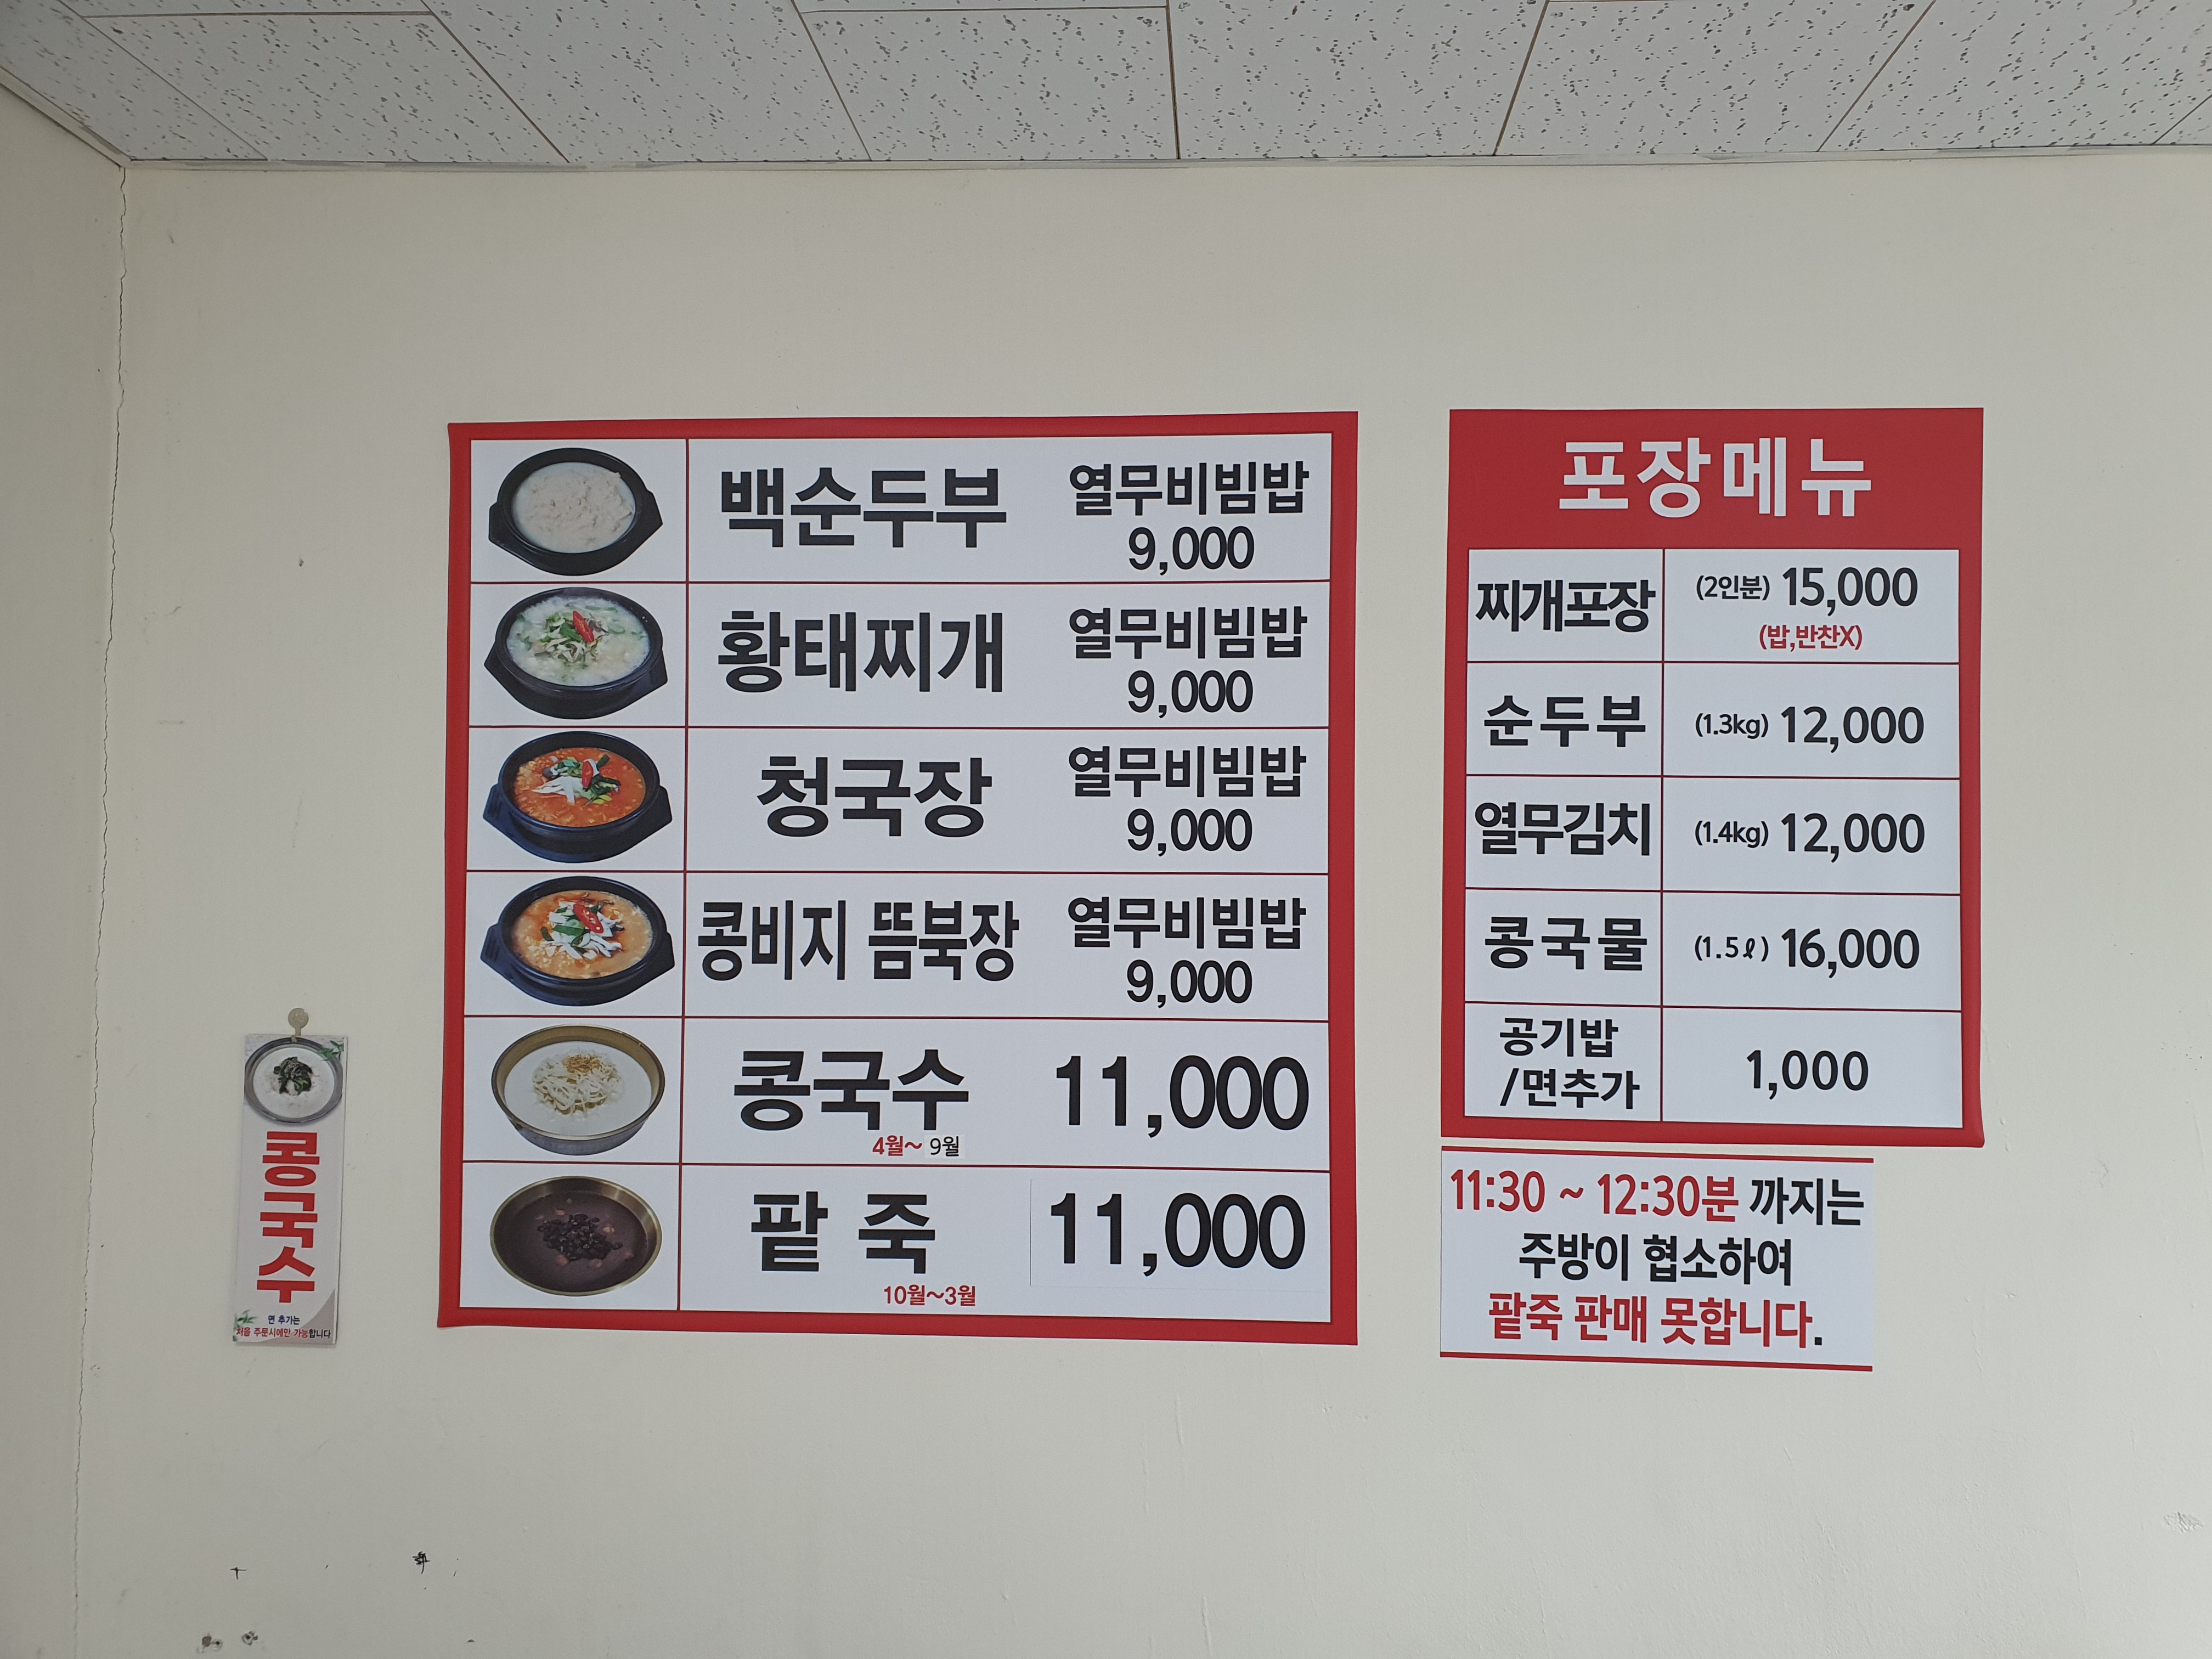 백순두부 열무비빔밥
9,000
황태찌개 열무비빔밥
9,000
청국장 열무비빔밥
9,000
콩비지 뜸북장 열무비빔밥
9,000
콩국수 11,000
4월~ 9월
팥 죽 11,000
10월~3월
포장메뉴
찌개포장 (2인분) 15,000
(밥,반찬X)
순두부 (1.3kg) 12,000
열무김치 (1.4kg) 12,000
콩국물 (1.5ℓ) 16,000
공기밥
/면추가 1,000
11:30 ~ 12:30분 까지는
주방이 협소하여
팥죽 판매 못합니다.
콩국수
면 추가는
처음 주문시에만 가능합니다